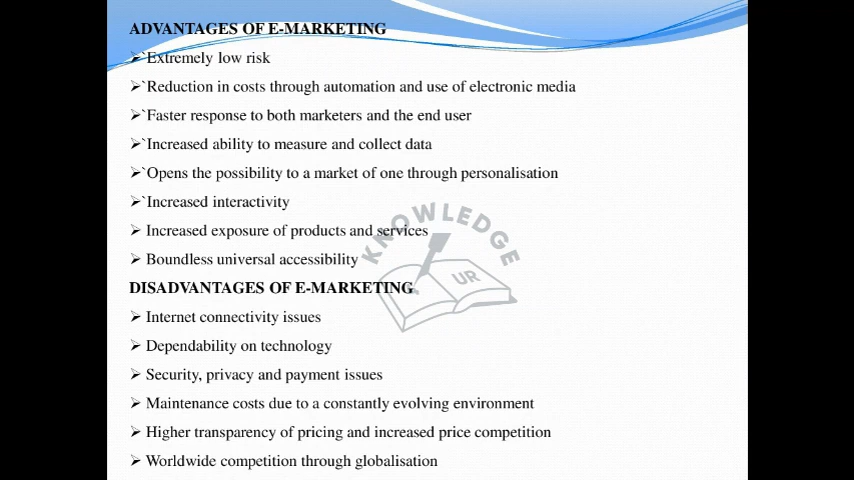 ADVANTAGES OF E-MARKETING
➢`Extremely low risk
➢`Reduction in costs through automation and use of electronic media
➢`Faster response to both marketers and the end user
➢`Increased ability to measure and collect data
➢`Opens the possibility to a market of one through personalisation
➢`Increased interactivity
➢ Increased exposure of products and services
➢ Boundless universal accessibility
KNOWLEDGE
UR
DISADVANTAGES OF E-MARKETING
➢ Internet connectivity issues
➢ Dependability on technology
➢ Security, privacy and payment issues
➢ Maintenance costs due to a constantly evolving environment
➢ Higher transparency of pricing and increased price competition
➢ Worldwide competition through globalisation